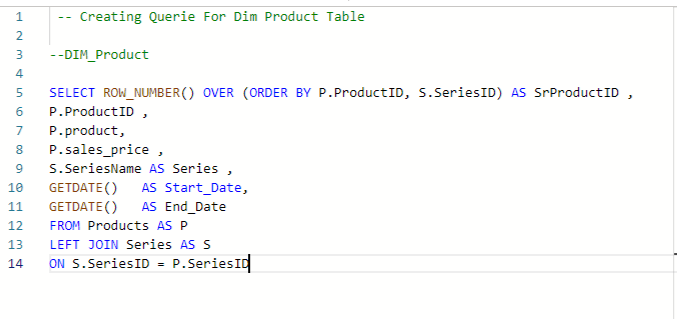 1 -- Creating Querie For Dim Product Table
2
3 --DIM_Product
4
5 SELECT ROW_NUMBER() OVER (ORDER BY P.ProductID, S.SeriesID) AS SrProductID ,
6 P.ProductID ,
7 P.product,
8 P.sales_price ,
9 S.SeriesName AS Series ,
10 GETDATE()   AS Start_Date,
11 GETDATE()   AS End_Date
12 FROM Products AS P
13 LEFT JOIN Series AS S
14 ON S.SeriesID = P.SeriesID